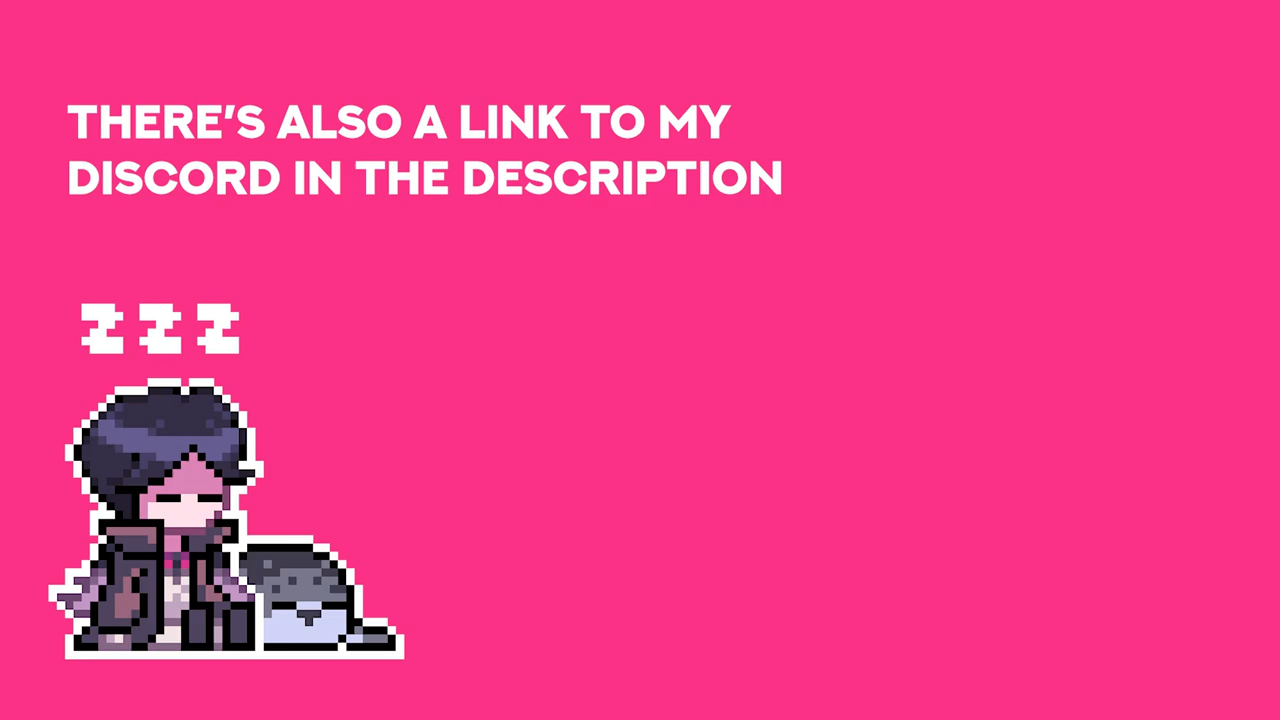 THERE'S ALSO A LINK TO MY
DISCORD IN THE DESCRIPTION
Z Z Z